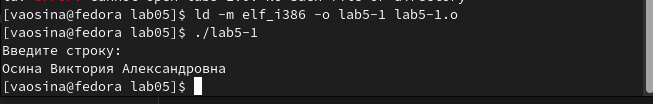 [vaosina@fedora lab05]$ ld -m elf_i386 -o lab5-1 lab5-1.o
[vaosina@fedora lab05]$ ./lab5-1
Введите строку:
Осина Виктория Александровна
[vaosina@fedora lab05]$